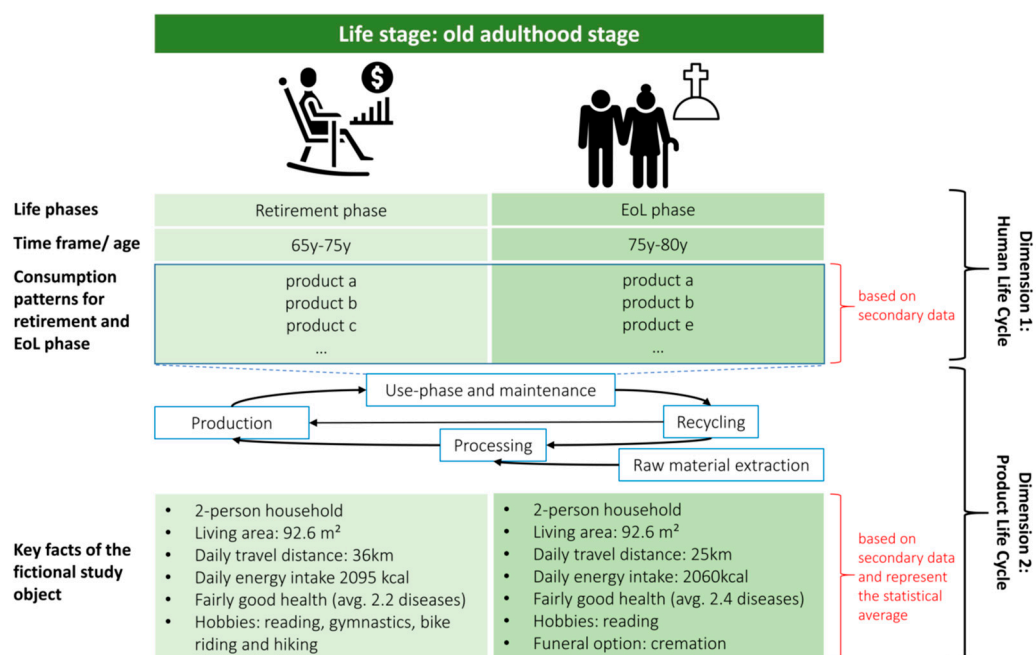 Life stage: old adulthood stage
$
Life phases
Retirement phase
EoL phase
Time frame/ age
65y-75y
75y-80y
Consumption
patterns for
retirement and
EoL phase
product a
product b
product c
...
product a
product b
product e
...
based on
secondary data
Dimension 1:
Human Life Cycle
Use-phase and maintenance
Production
Recycling
Processing
Raw material extraction
Key facts of the
fictional study
object
• 2-person household
• Living area: 92.6 m²
• Daily travel distance: 36km
• Daily energy intake 2095 kcal
• Fairly good health (avg. 2.2 diseases)
• Hobbies: reading, gymnastics, bike
riding and hiking
• 2-person household
• Living area: 92.6 m²
• Daily travel distance: 25km
• Daily energy intake: 2060kcal
• Fairly good health (avg. 2.4 diseases)
• Hobbies: reading
• Funeral option: cremation
based on
secondary data
and represent
the statistical
average
Dimension 2:
Product Life Cycle